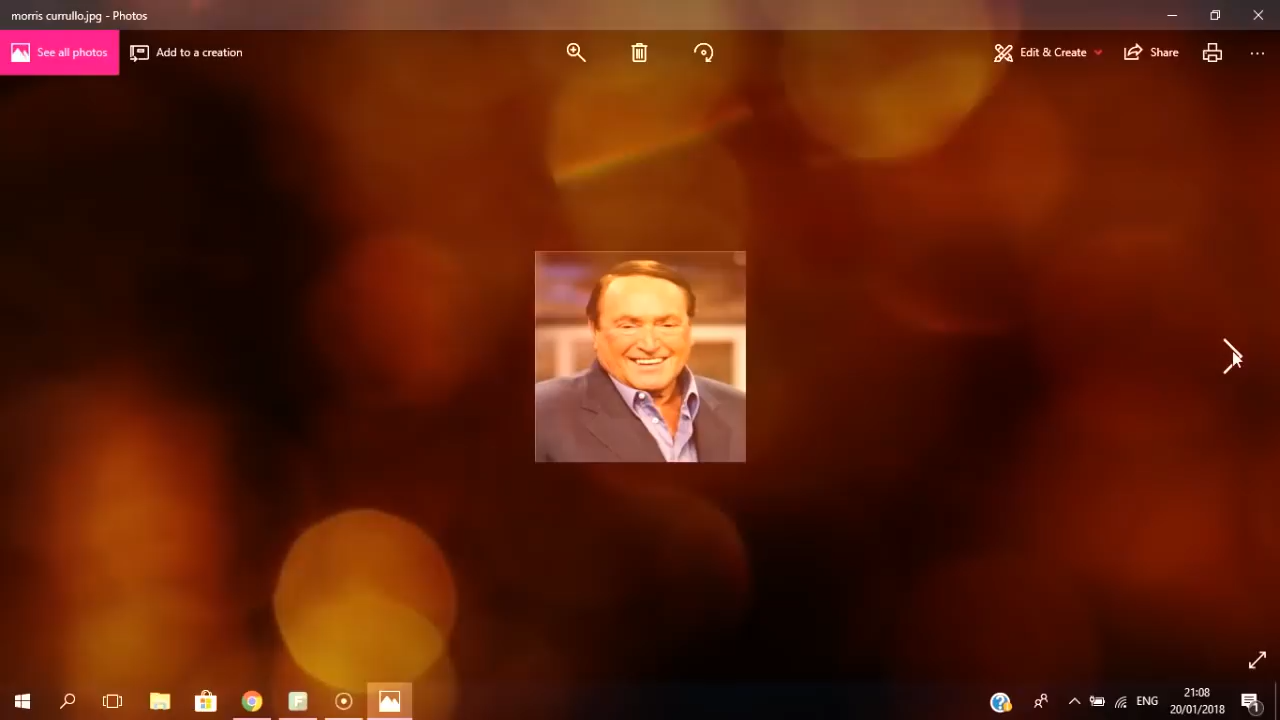 morris currullo.jpg - Photos
See all photos
Add to a creation
Edit & Create
Share
ENG
21:08
20/01/2018
1